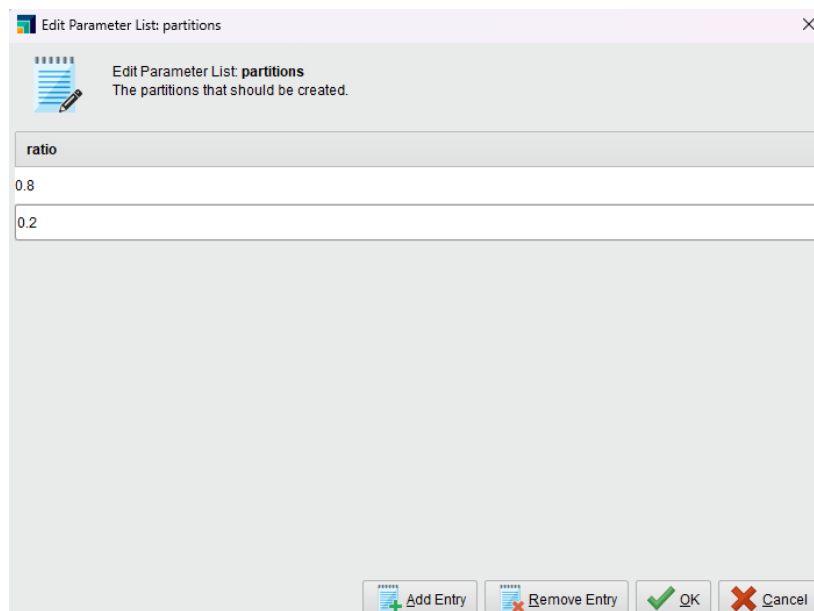 Edit Parameter List: partitions
Edit Parameter List: partitions
The partitions that should be created.
ratio
0.8
0.2
Add Entry Remove Entry OK Cancel